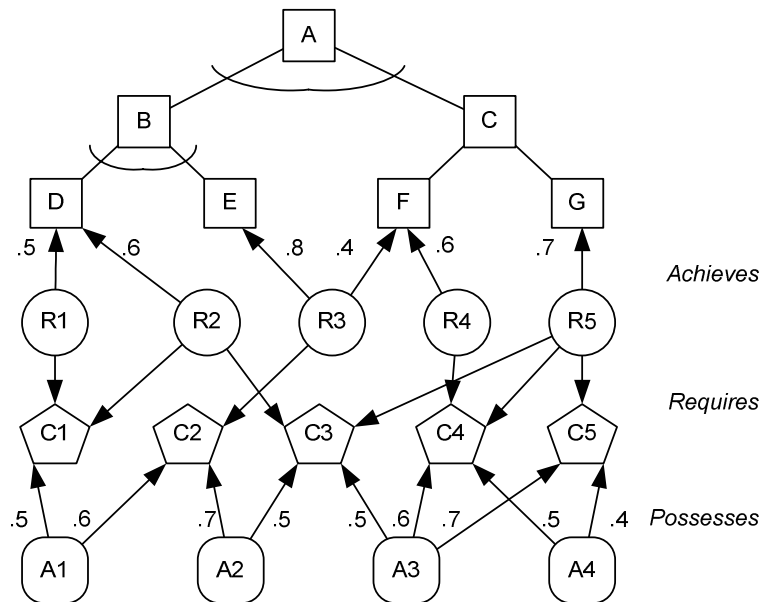 A
B
C
D
E
F
G
.5
.6
.8
.4
.6
.7
Achieves
R1
R2
R3
R4
R5
Requires
C1
C2
C3
C4
C5
.5
.6
.7
.5
.5
.6
.7
.5
.4
Possesses
A1
A2
A3
A4